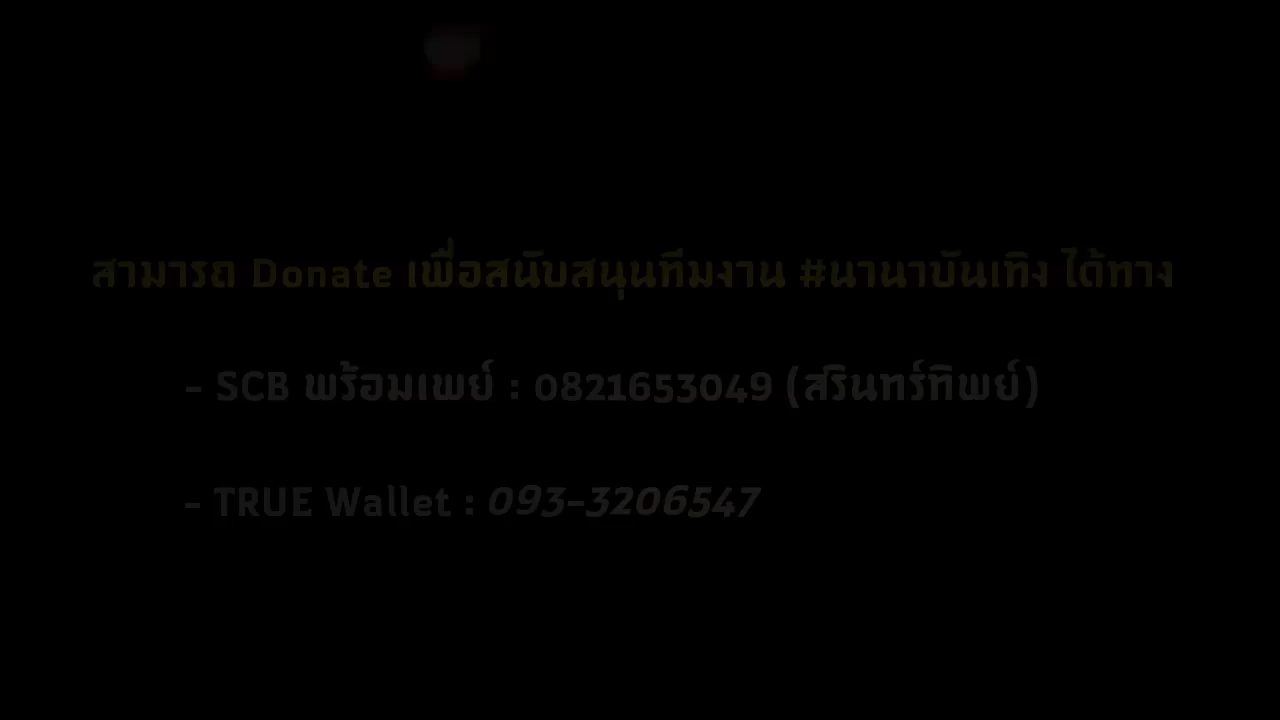 สามารถ Donate เพื่อสนับสนุนทีมงาน #นานาบันเทิง ได้ทาง
- SCB พร้อมเพย์ : 0821653049 (สรินทร์ทิพย์)
- TRUE Wallet : 093-3206547